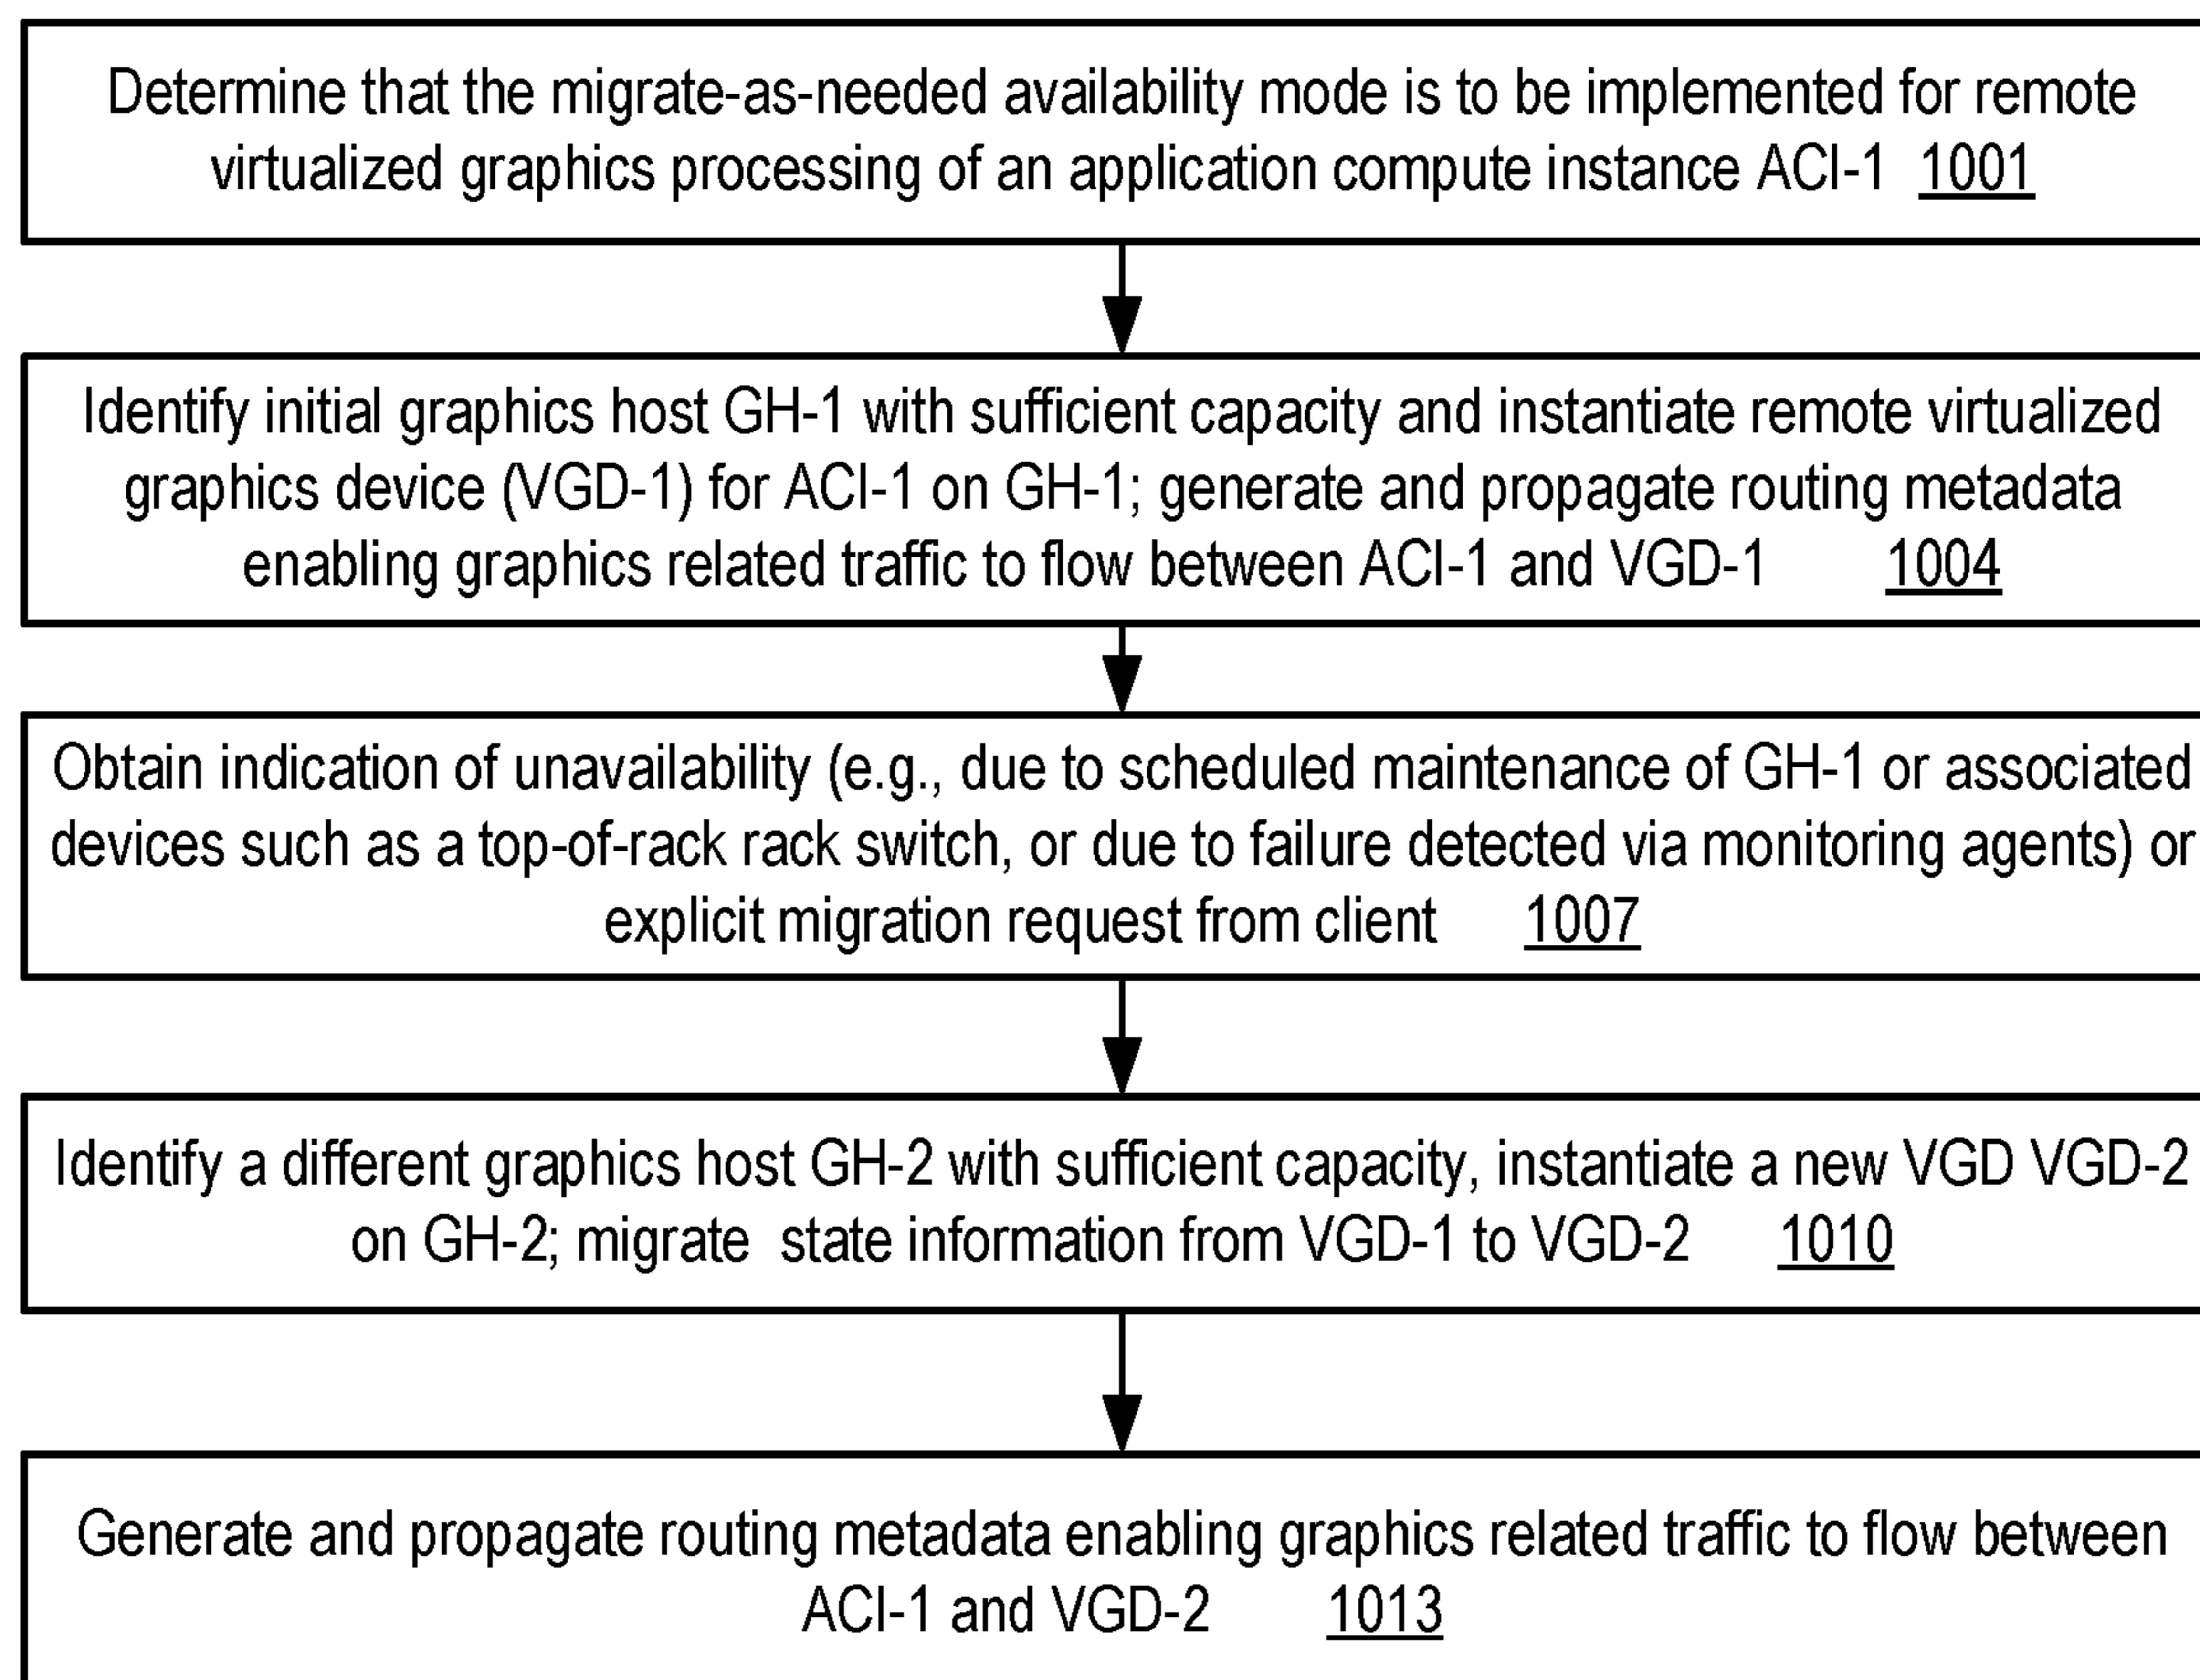 Determine that the migrate-as-needed availability mode is to be implemented for remote
virtualized graphics processing of an application compute instance ACI-1 1001
Identify initial graphics host GH-1 with sufficient capacity and instantiate remote virtualized
graphics device (VGD-1) for ACI-1 on GH-1; generate and propagate routing metadata
enabling graphics related traffic to flow between ACI-1 and VGD-1 1004
Obtain indication of unavailability (e.g., due to scheduled maintenance of GH-1 or associated
devices such as a top-of-rack rack switch, or due to failure detected via monitoring agents) or
explicit migration request from client 1007
Identify a different graphics host GH-2 with sufficient capacity, instantiate a new VGD VGD-2
on GH-2; migrate state information from VGD-1 to VGD-2 1010
Generate and propagate routing metadata enabling graphics related traffic to flow between
ACI-1 and VGD-2 1013